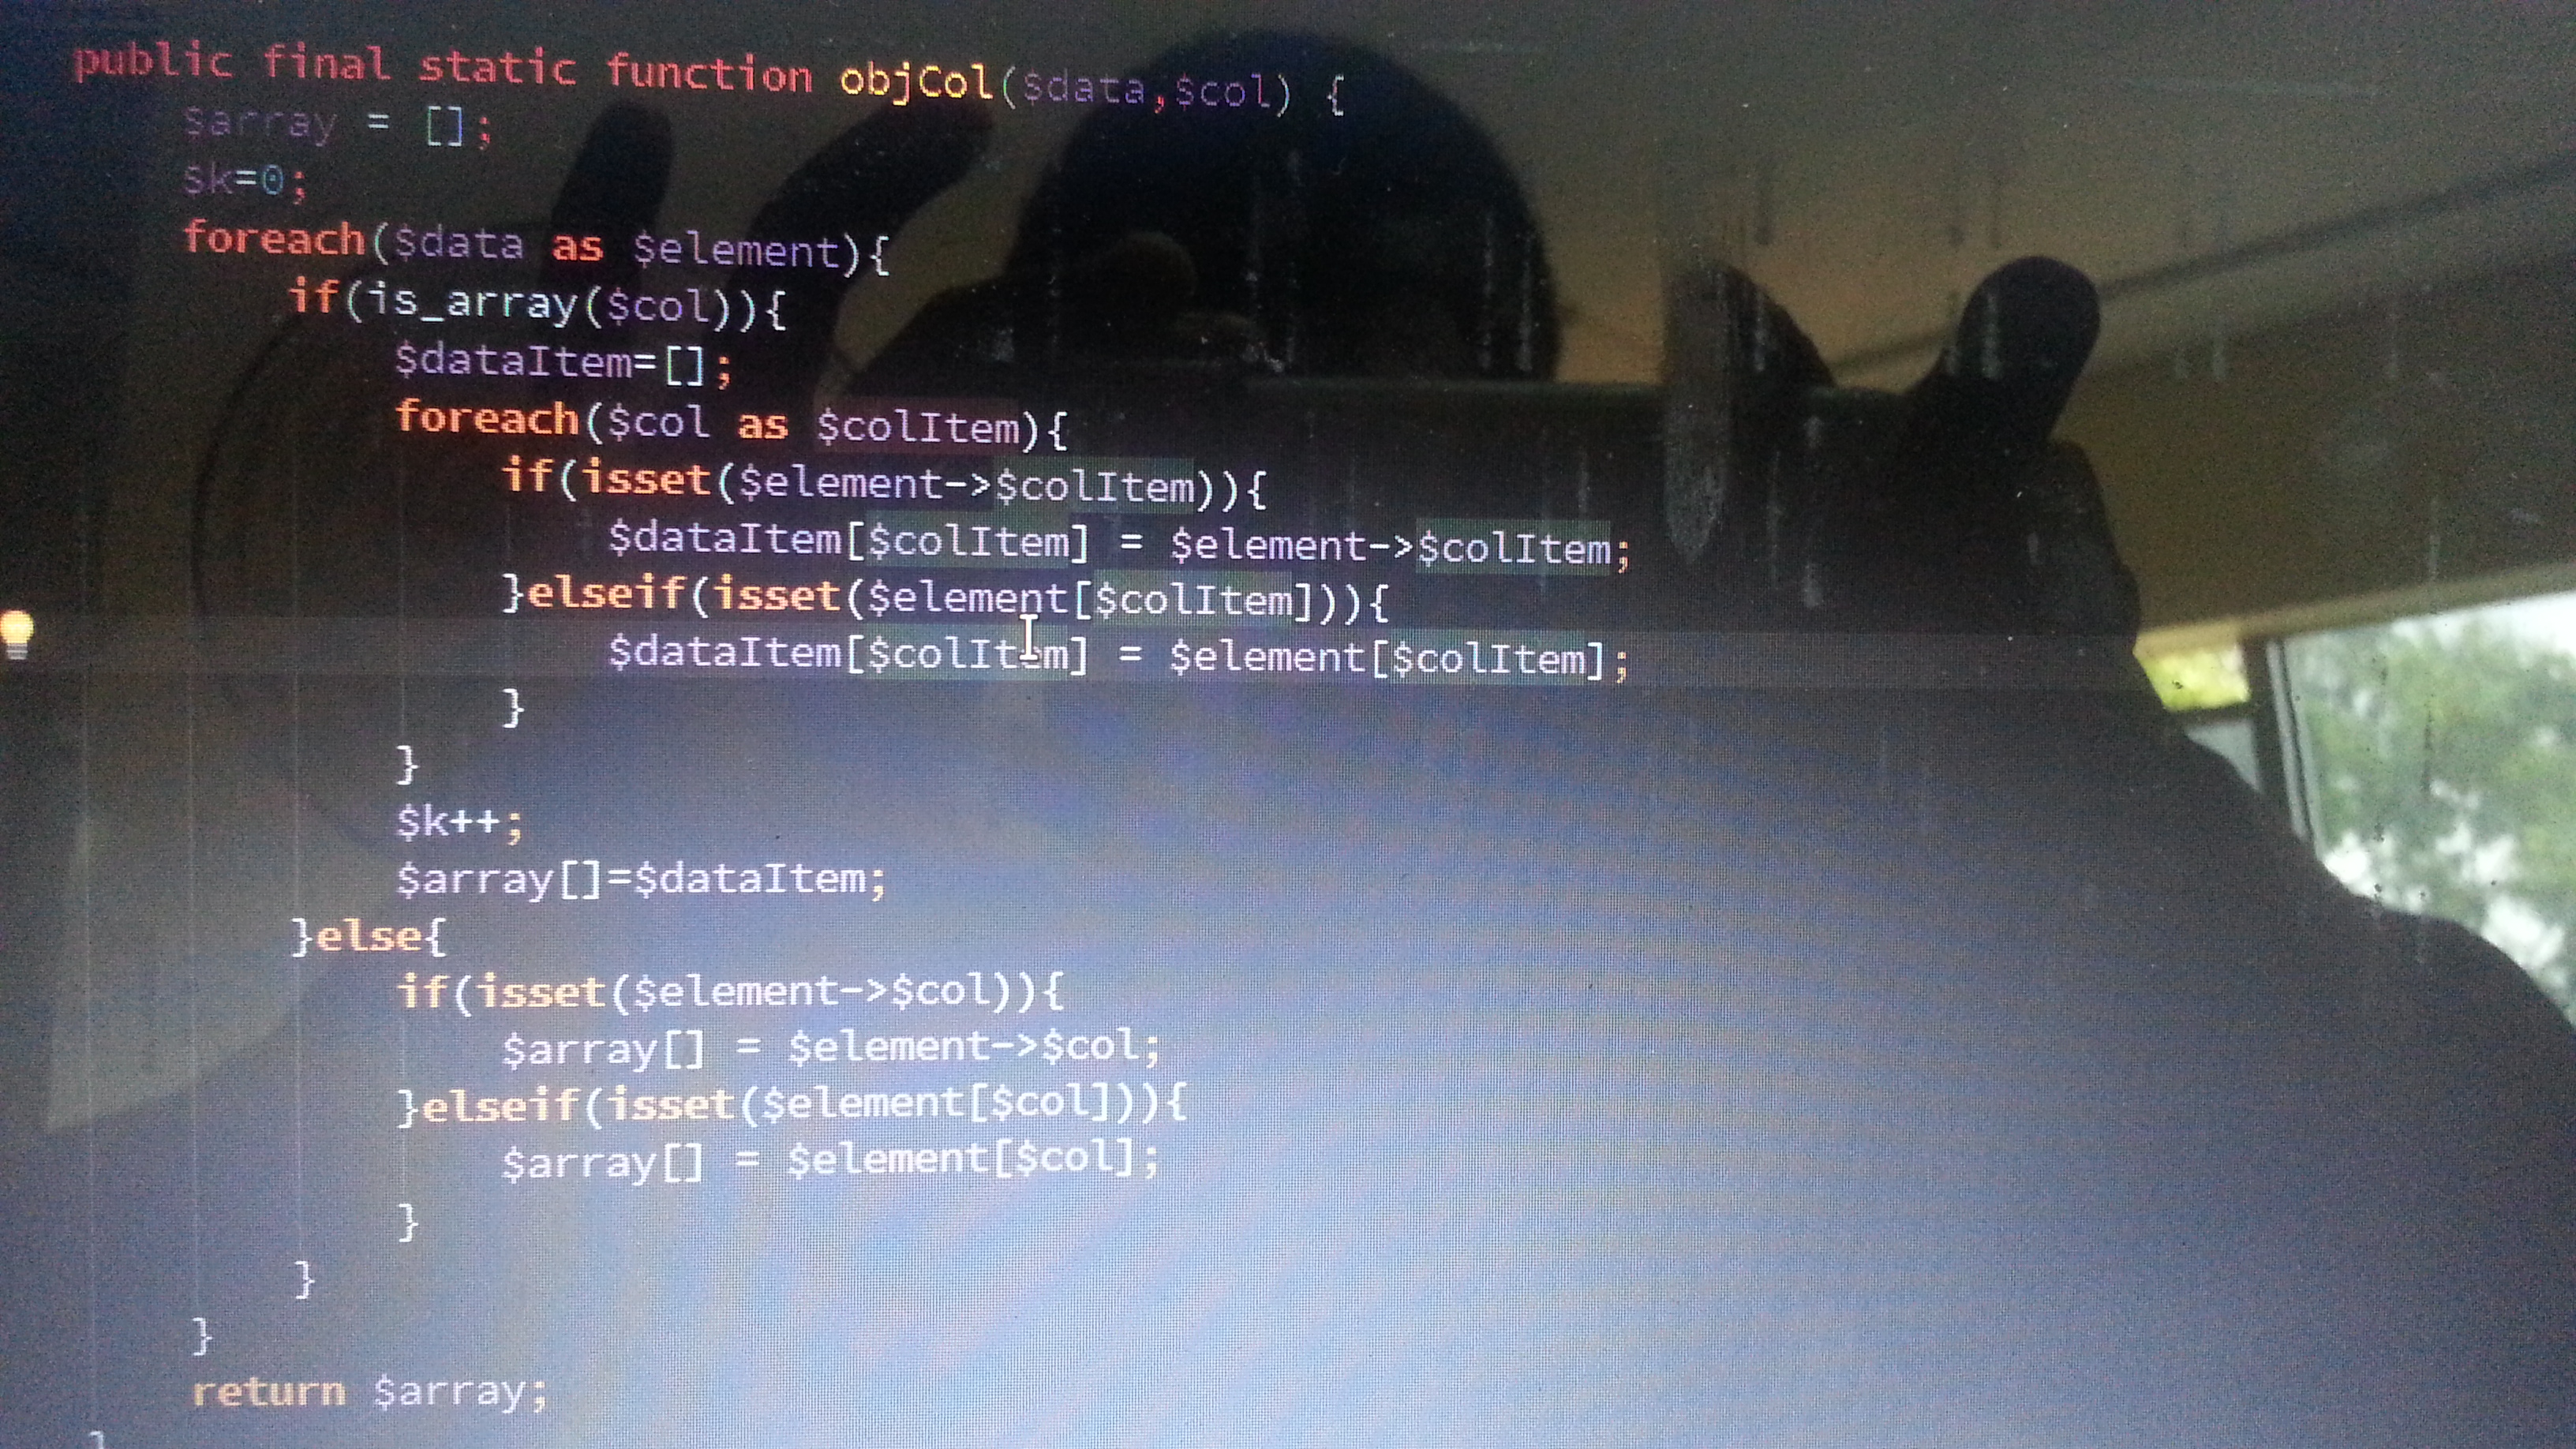 public final static function objCol($data,$col) {
    $array = [];
    $k=0;
    foreach($data as $element){
        if(is_array($col)){
            $dataItem=[];
            foreach($col as $colItem){
                if(isset($element->$colItem)){
                    $dataItem[$colItem] = $element->$colItem;
                }elseif(isset($element[$colItem])){
                    $dataItem[$colItem] = $element[$colItem];
                }
            }
            $k++;
            $array[]=$dataItem;
        }else{
            if(isset($element->$col)){
                $array[] = $element->$col;
            }elseif(isset($element[$col])){
                $array[] = $element[$col];
            }
        }
    }
    return $array;
}